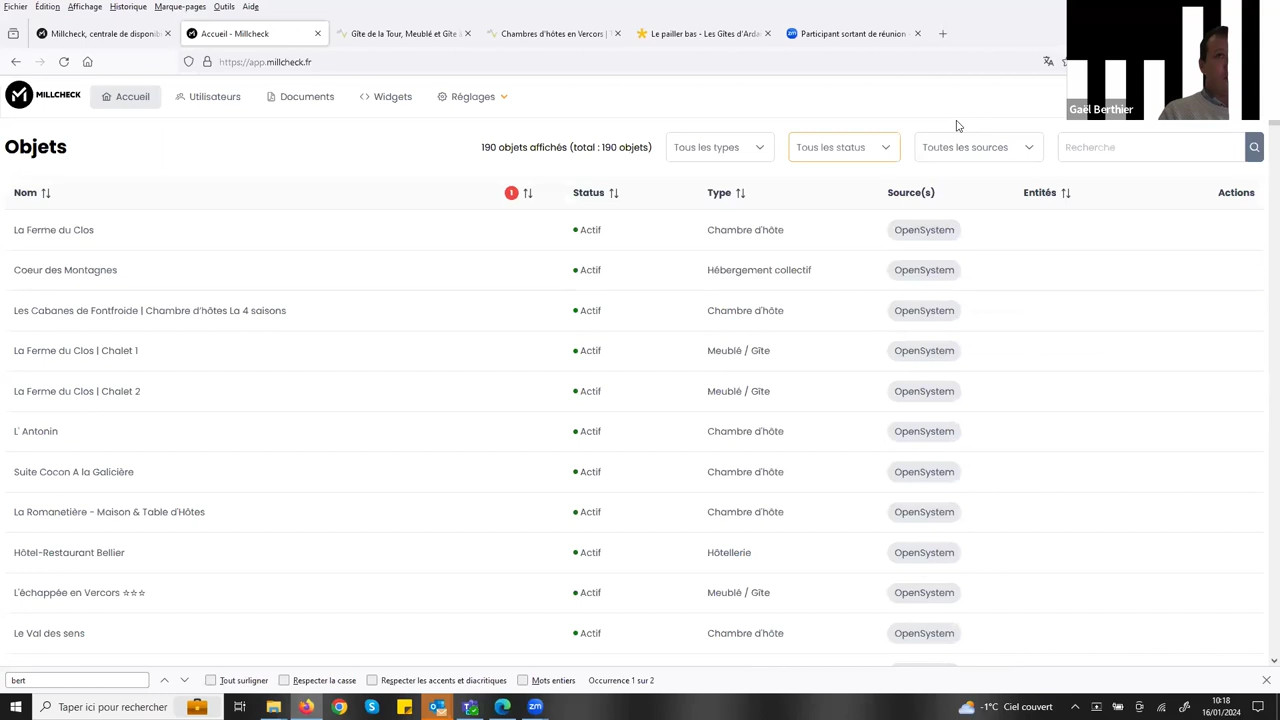 Fichier Édition Affichage Historique Marque-pages Outils Aide
Millcheck, centrale de disponib
Accueil - Millcheck
Gîte de la Tour, Meublé et Gîte à
Chambres d'hôtes en Vercors | T
Le pailler bas - Les Gîtes d'Arda
Participant sortant de réunion -
https://app.millcheck.fr
MILLCHECK
Accueil
Utilisateurs
Documents
Widgets
Réglages
Gaël Berthier
Objets
190 objets affichés (total : 190 objets)
Tous les types
Tous les status
Toutes les sources
Recherche
Nom 1 Status Type Source(s) Entités Actions
La Ferme du Clos Actif Chambre d'hôte OpenSystem
Coeur des Montagnes Actif Hébergement collectif OpenSystem
Les Cabanes de Fontfroide | Chambre d’hôtes La 4 saisons Actif Chambre d'hôte OpenSystem
La Ferme du Clos | Chalet 1 Actif Meublé / Gîte OpenSystem
La Ferme du Clos | Chalet 2 Actif Meublé / Gîte OpenSystem
L' Antonin Actif Chambre d'hôte OpenSystem
Suite Cocon A la Galicière Actif Chambre d'hôte OpenSystem
La Romanetière - Maison & Table d'Hôtes Actif Chambre d'hôte OpenSystem
Hôtel-Restaurant Bellier Actif Hôtellerie OpenSystem
L'échappée en Vercors ☆☆☆ Actif Meublé / Gîte OpenSystem
Le Val des sens Actif Chambre d'hôte OpenSystem
bert
Tout surligner
Respecter la casse
Respecter les accents et diacritiques
Mots entiers
Occurrence 1 sur 2
Taper ici pour rechercher
-1°C Ciel couvert
10:18
16/01/2024